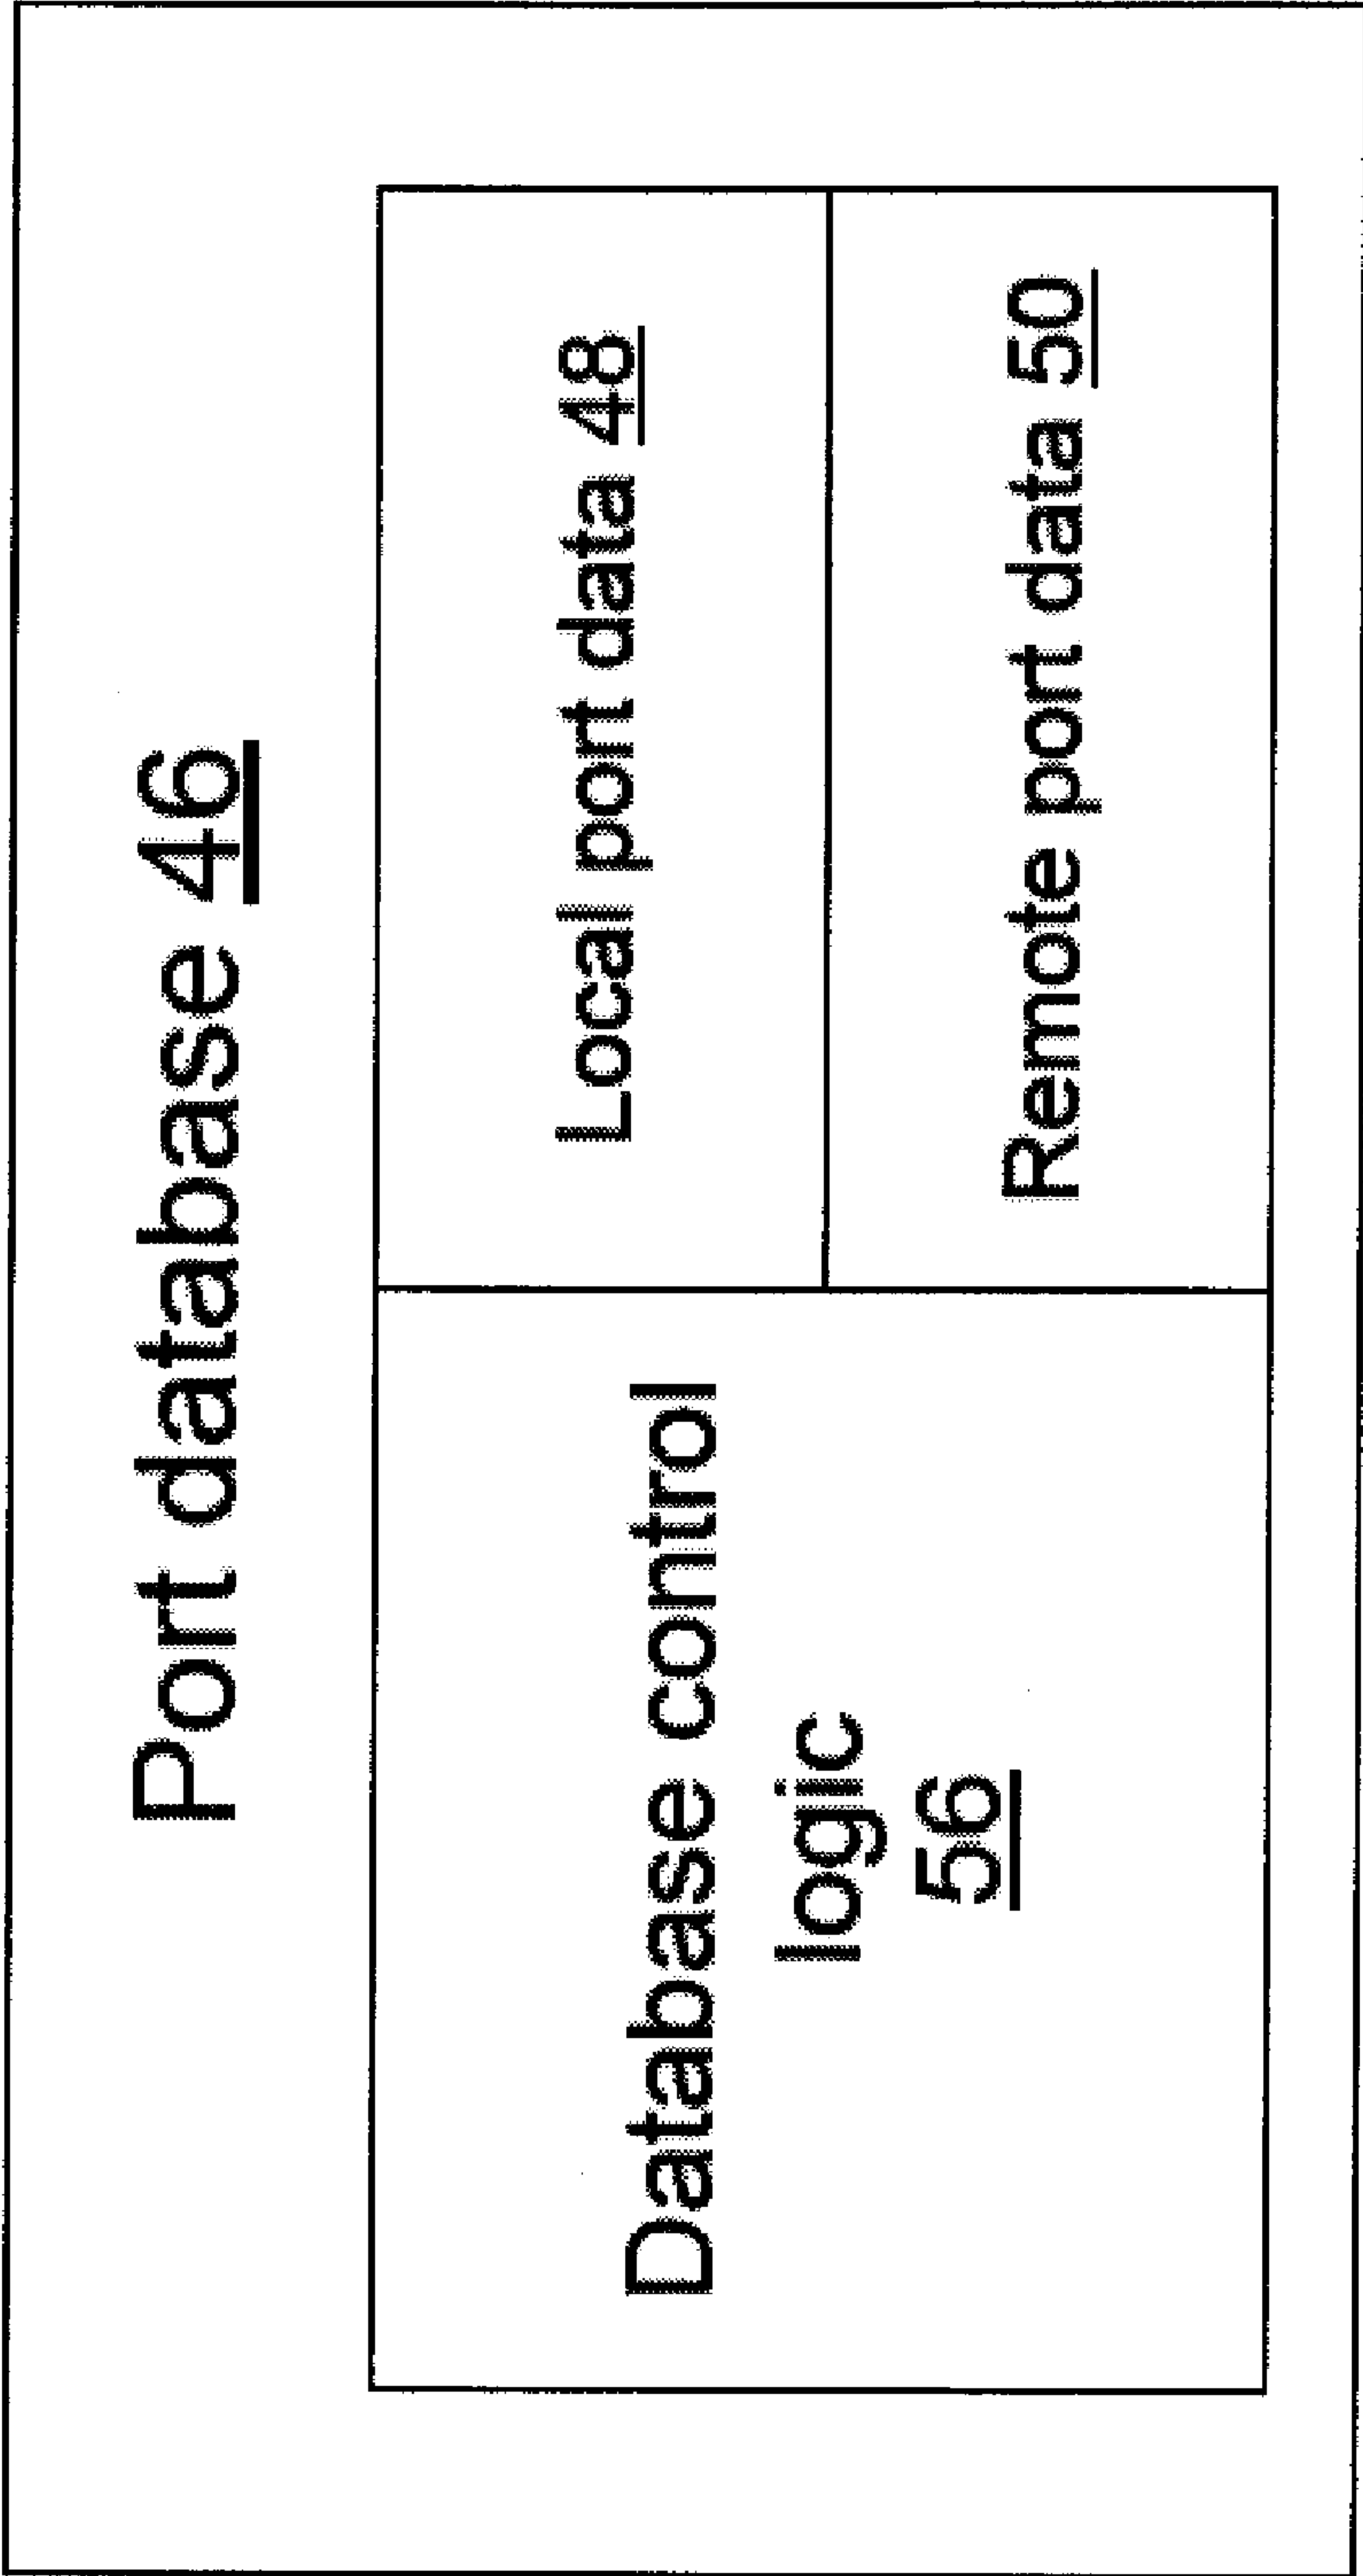 Port database 46
Database control
logic
56
Local port data 48
Remote port data 50